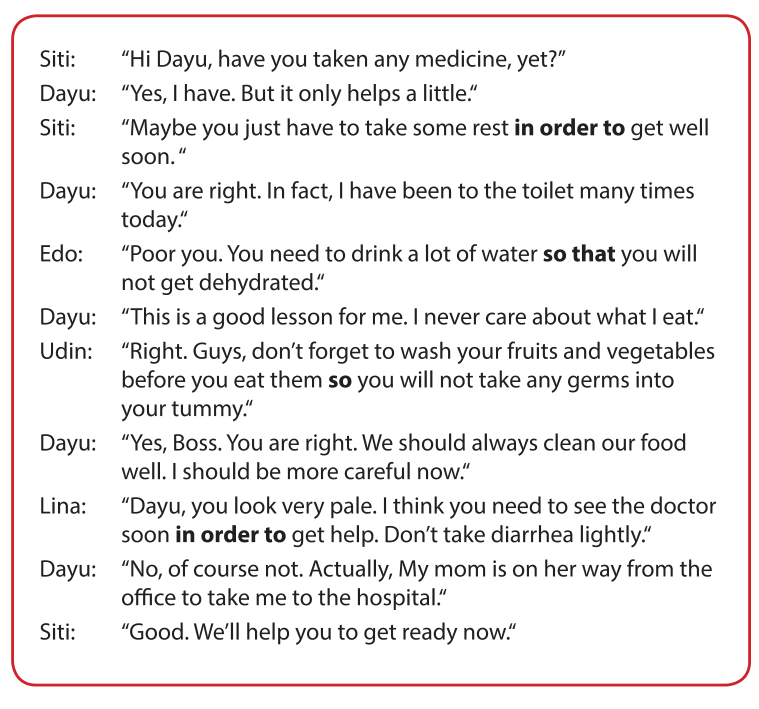 Siti: “Hi Dayu, have you taken any medicine, yet?”
Dayu: “Yes, I have. But it only helps a little.“
Siti: “Maybe you just have to take some rest in order to get well
soon. “
Dayu: “You are right. In fact, I have been to the toilet many times
today.“
Edo: “Poor you. You need to drink a lot of water so that you will
not get dehydrated.“
Dayu: “This is a good lesson for me. I never care about what I eat.“
Udin: “Right. Guys, don’t forget to wash your fruits and vegetables
before you eat them so you will not take any germs into
your tummy.“
Dayu: “Yes, Boss. You are right. We should always clean our food
well. I should be more careful now.“
Lina: “Dayu, you look very pale. I think you need to see the doctor
soon in order to get help. Don’t take diarrhea lightly.“
Dayu: “No, of course not. Actually, My mom is on her way from the
office to take me to the hospital.“
Siti: “Good. We’ll help you to get ready now.“